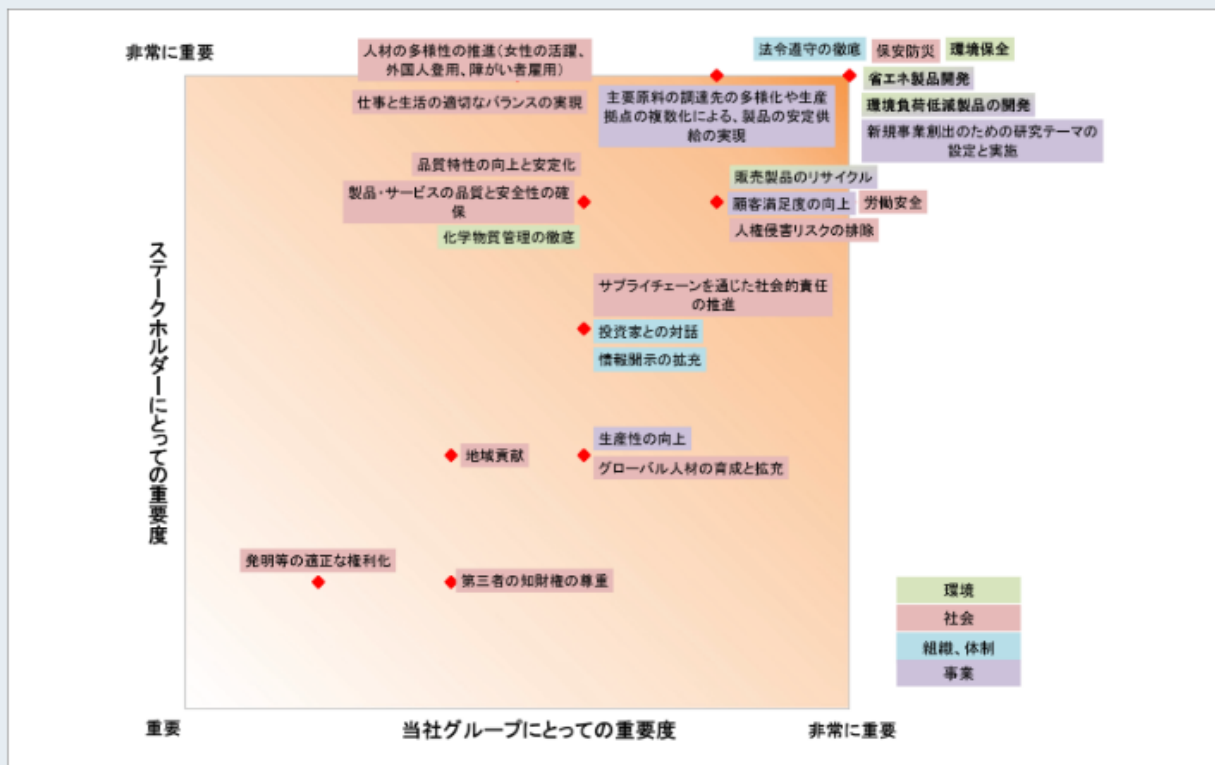 非常に重要
人材の多様性の推進(女性の活躍、
外国人登用、障がい者雇用)
仕事と生活の適切なバランスの実現
法令遵守の徹底
保安防災
環境保全
省エネ製品開発
環境負荷低減製品の開発
新規事業創出のための研究テーマの
設定と実施
主要原料の調達先の多様化や生産
拠点の複数化による、製品の安定供
給の実現
品質特性の向上と安定化
製品・サービスの品質と安全性の確
保
化学物質管理の徹底
販売製品のリサイクル
顧客満足度の向上
労働安全
人権侵害リスクの排除
ステークホルダーにとっての重要度
サプライチェーンを通じた社会的責任
の推進
投資家との対話
情報開示の拡充
地域貢献
生産性の向上
グローバル人材の育成と拡充
発明等の適正な権利化
第三者の知財権の尊重
環境
社会
組織、体制
事業
重要
当社グループにとっての重要度
非常に重要